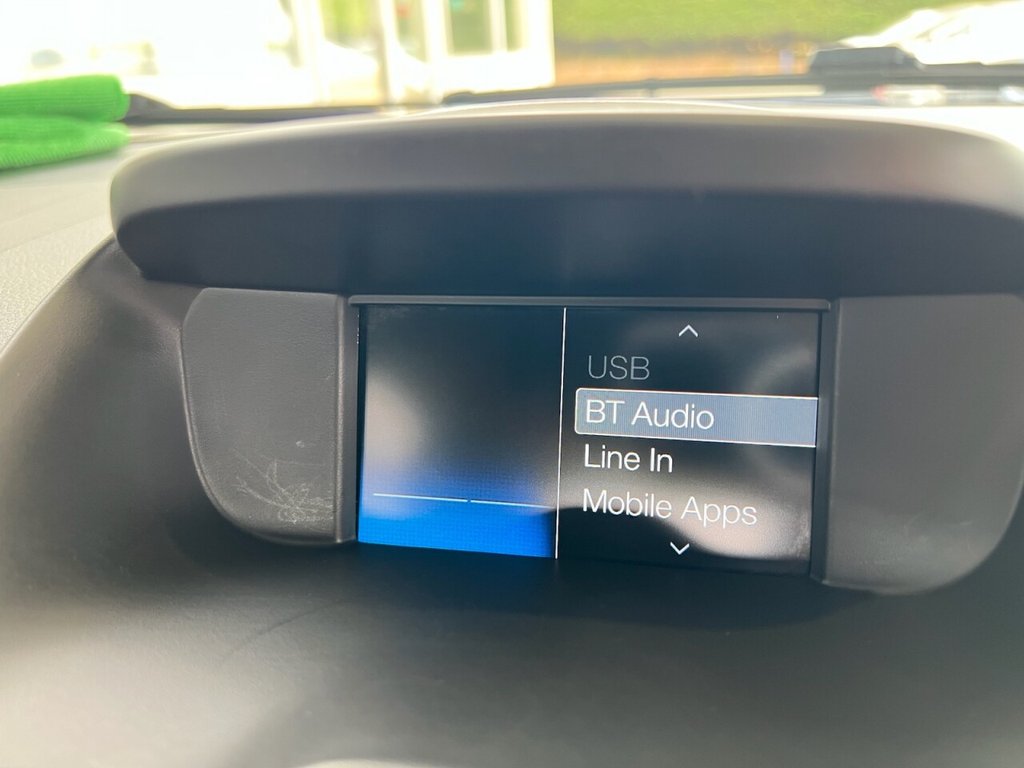 USB
BT Audio
Line In
Mobile Apps